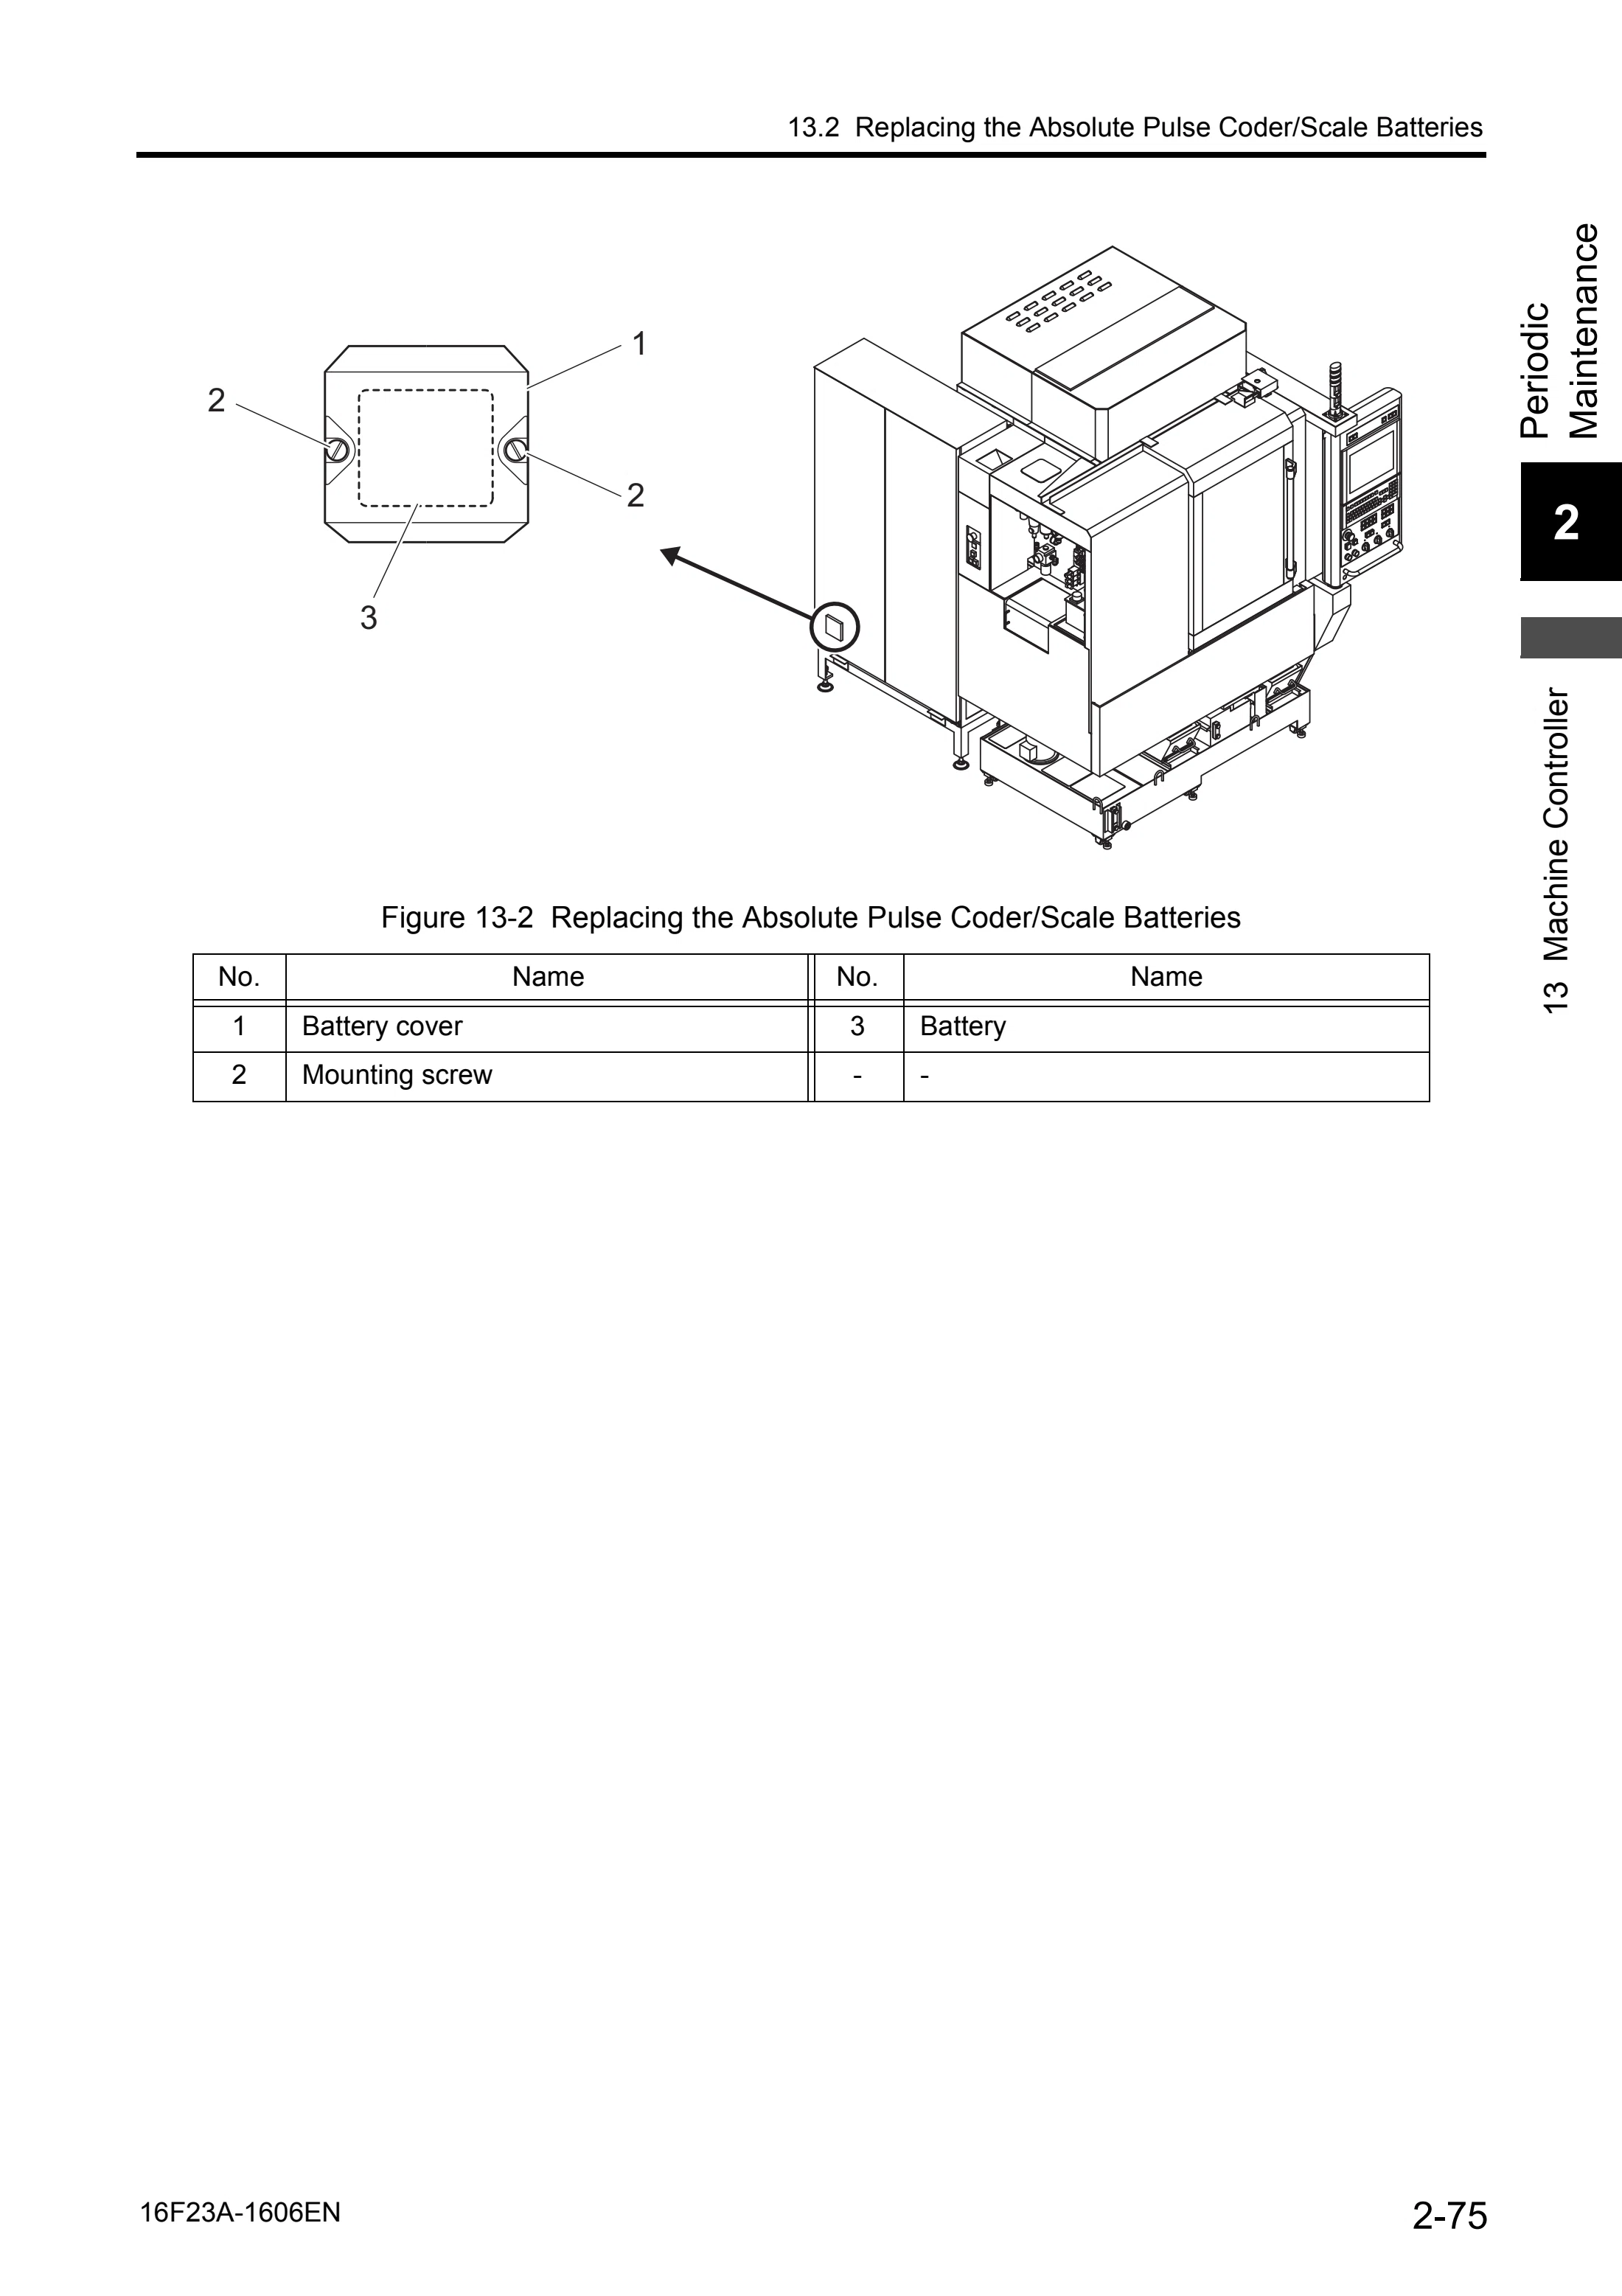 13.2 Replacing the Absolute Pulse Coder/Scale Batteries
1
2
2
3
Figure 13-2 Replacing the Absolute Pulse Coder/Scale Batteries
No. Name No. Name
1 Battery cover 3 Battery
2 Mounting screw - -
Periodic
Maintenance
2
13 Machine Controller
16F23A-1606EN
2-75